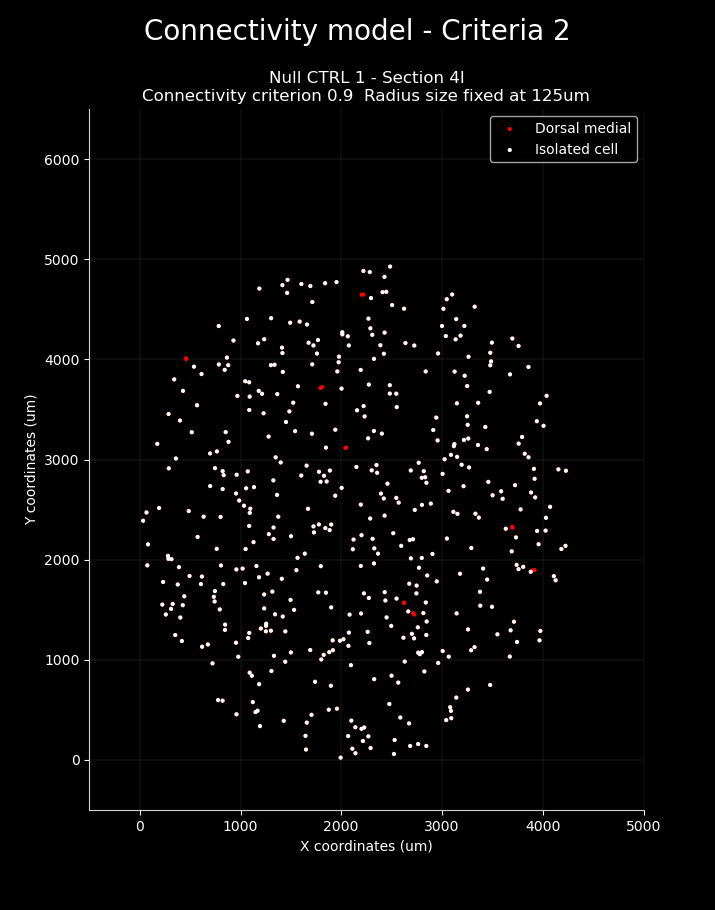 Connectivity model - Criteria 2
Null CTRL 1 - Section 4l
Connectivity criterion 0.9  Radius size fixed at 125um
Dorsal medial
Isolated cell
6000
5000
4000
3000
2000
1000
0
Y coordinates (um)
0
1000
2000
3000
4000
5000
X coordinates (um)